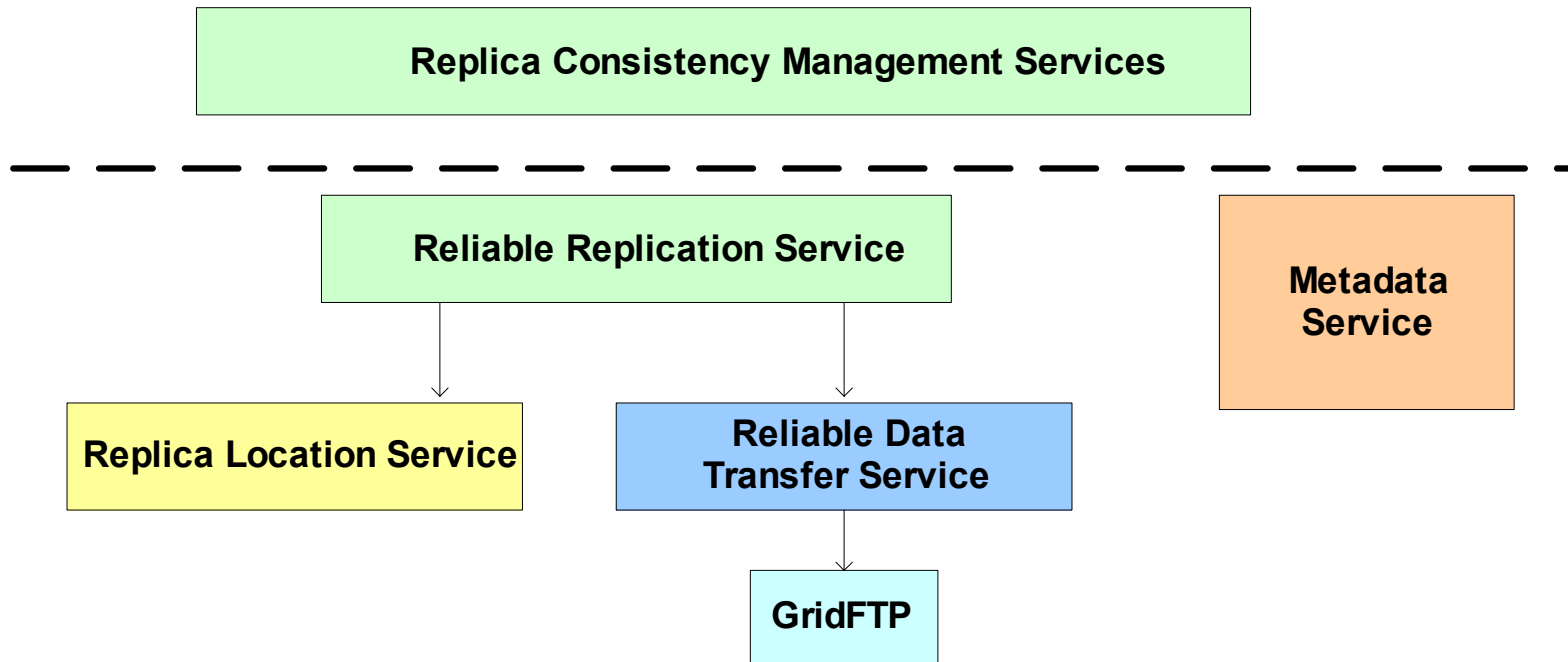 Replica Consistency Management Services
Reliable Replication Service
Metadata
Service
Replica Location Service
Reliable Data
Transfer Service
GridFTP